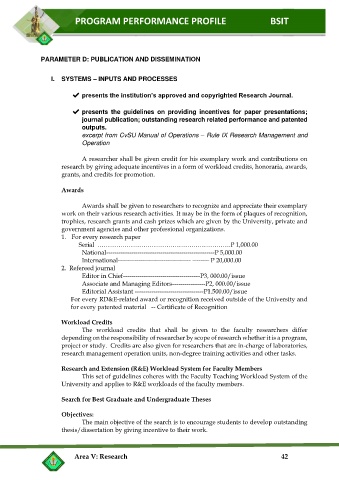 PROGRAM PERFORMANCE PROFILE BSIT
PARAMETER D: PUBLICATION AND DISSEMINATION
I. SYSTEMS – INPUTS AND PROCESSES
✓ presents the institution's approved and copyrighted Research Journal.
✓ presents the guidelines on providing incentives for paper presentations;
journal publication; outstanding research related performance and patented
outputs.
excerpt from CvSU Manual of Operations – Rule IX Research Management and
Operation
A researcher shall be given credit for his exemplary work and contributions on
research by giving adequate incentives in a form of workload credits, honoraria, awards,
grants, and credits for promotion.
Awards
Awards shall be given to researchers to recognize and appreciate their exemplary
work on their various research activities. It may be in the form of plaques of recognition,
trophies, research grants and cash prizes which are given by the University, private and
government agencies and other professional organizations.
1. For every research paper
Serial ……………………………………………………………P 1,000.00
National----------------------------------------------------P 5,000.00
International----------------------------------- -------- P 20,000.00
2. Refereed journal
Editor in Chief-------------------------------------P3, 000.00/issue
Associate and Managing Editors----------------P2, 000.00/issue
Editorial Assistant ---------------------------------P1,500.00/issue
For every RD&E-related award or recognition received outside of the University and
for every patented material -- Certificate of Recognition
Workload Credits
The workload credits that shall be given to the faculty researchers differ
depending on the responsibility of researcher by scope of research whether it is a program,
project or study. Credits are also given for researchers that are in-charge of laboratories,
research management operation units, non-degree training activities and other tasks.
Research and Extension (R&E) Workload System for Faculty Members
This set of guidelines coheres with the Faculty Teaching Workload System of the
University and applies to R&E workloads of the faculty members.
Search for Best Graduate and Undergraduate Theses
Objectives:
The main objective of the search is to encourage students to develop outstanding
thesis/dissertation by giving incentive to their work.
Area V: Research 42